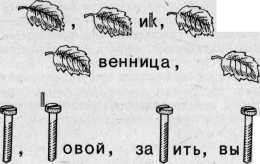 , ик,
венница,
, овой, за ить, вы